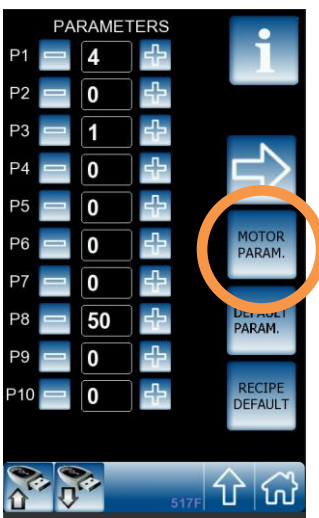 PARAMETERS
P1 4
P2 0
P3 1
P4 0
P5 0
P6 0
P7 0
P8 50
P9 0
P10 0
i
MOTOR
PARAM.
DEFAULT
PARAM.
RECIPE
DEFAULT
517F